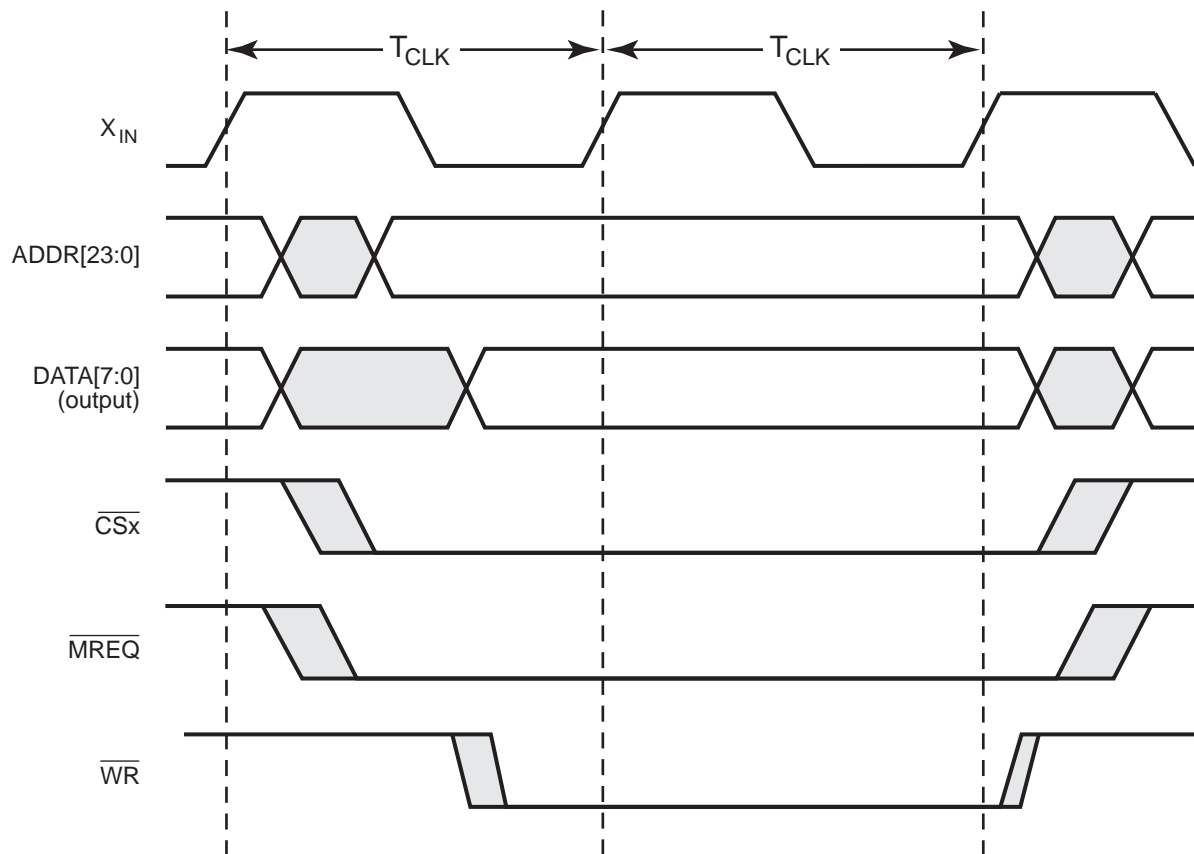 T_CLK T_CLK
X_IN
ADDR[23:0]
DATA[7:0]
(output)
CSx
MREQ
WR